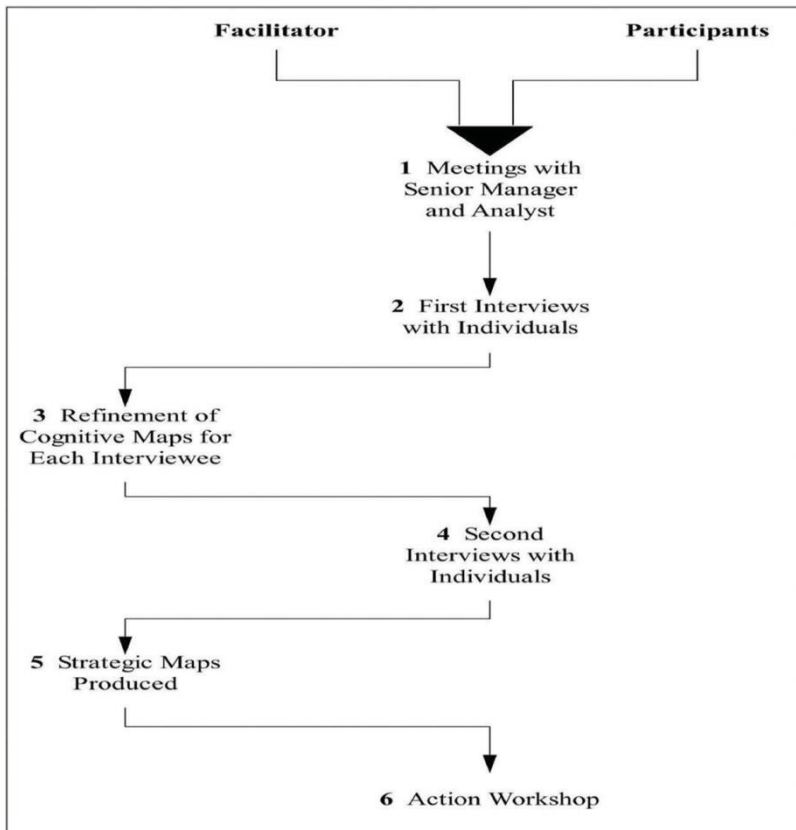 Facilitator
Participants
1 Meetings with
Senior Manager
and Analyst
2 First Interviews
with Individuals
3 Refinement of
Cognitive Maps for
Each Interviewee
4 Second
Interviews with
Individuals
5 Strategic Maps
Produced
6 Action Workshop